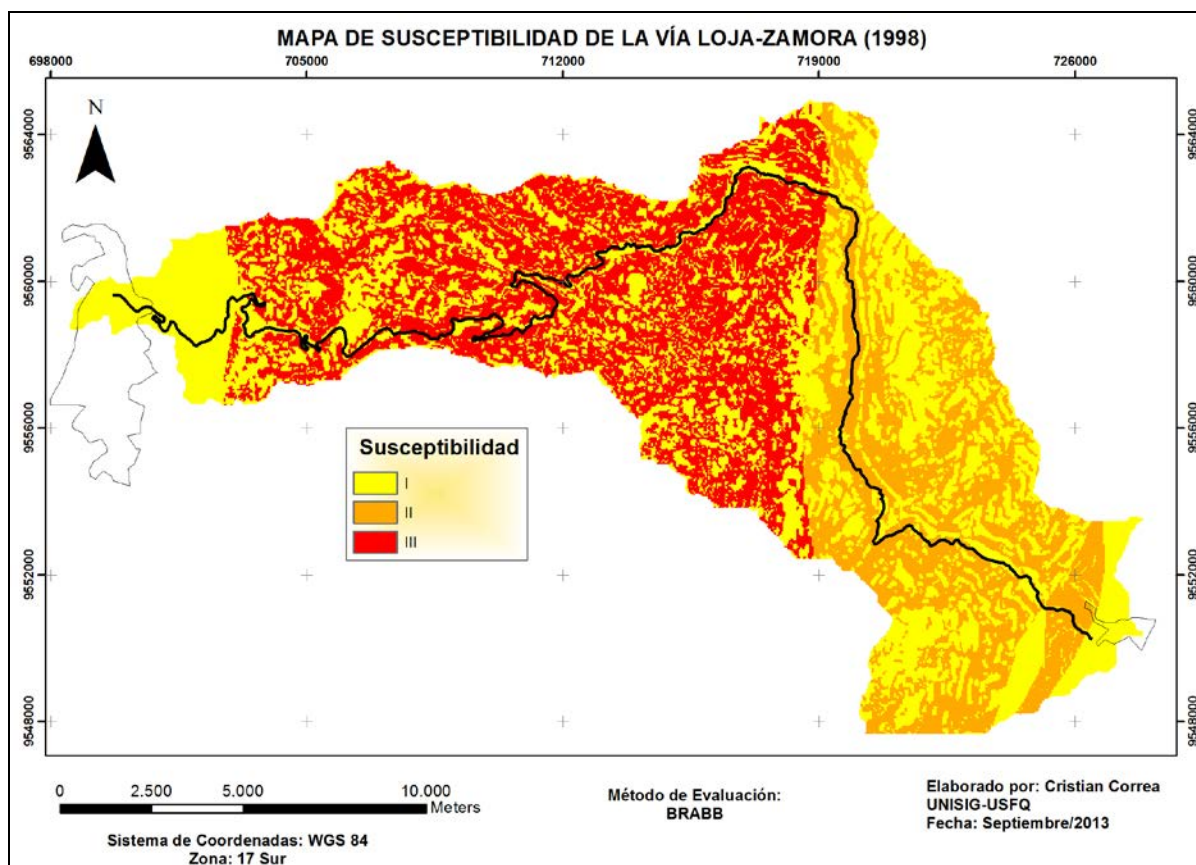 MAPA DE SUSCEPTIBILIDAD DE LA VÍA LOJA-ZAMORA (1998)
698000 705000 712000 719000 726000
N
9564000 9564000
9560000 9560000
9556000 9556000
9552000 9552000
9548000 9548000
Susceptibilidad
I
II
III
0 2.500 5.000 10.000
Meters
Sistema de Coordenadas: WGS 84
Zona: 17 Sur
Método de Evaluación:
BRABB
Elaborado por: Cristian Correa
UNISIG-USFQ
Fecha: Septiembre/2013